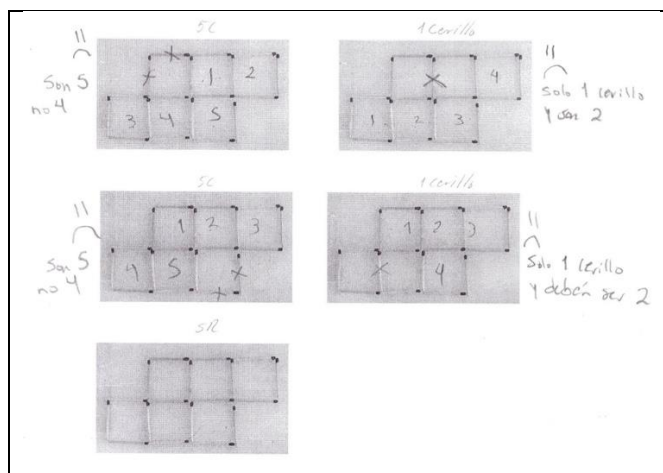 5C
1 Cerillo
11
Son 5
no 4
1 2
3 4 5
4
1 2 3
11
Solo 1 cerillo
y son 2
5C
1 Cerillo
11
Son 5
no 4
1 2 3
4 5
1 2 3
4
11
Solo 1 cerillo
y deben ser 2
SR